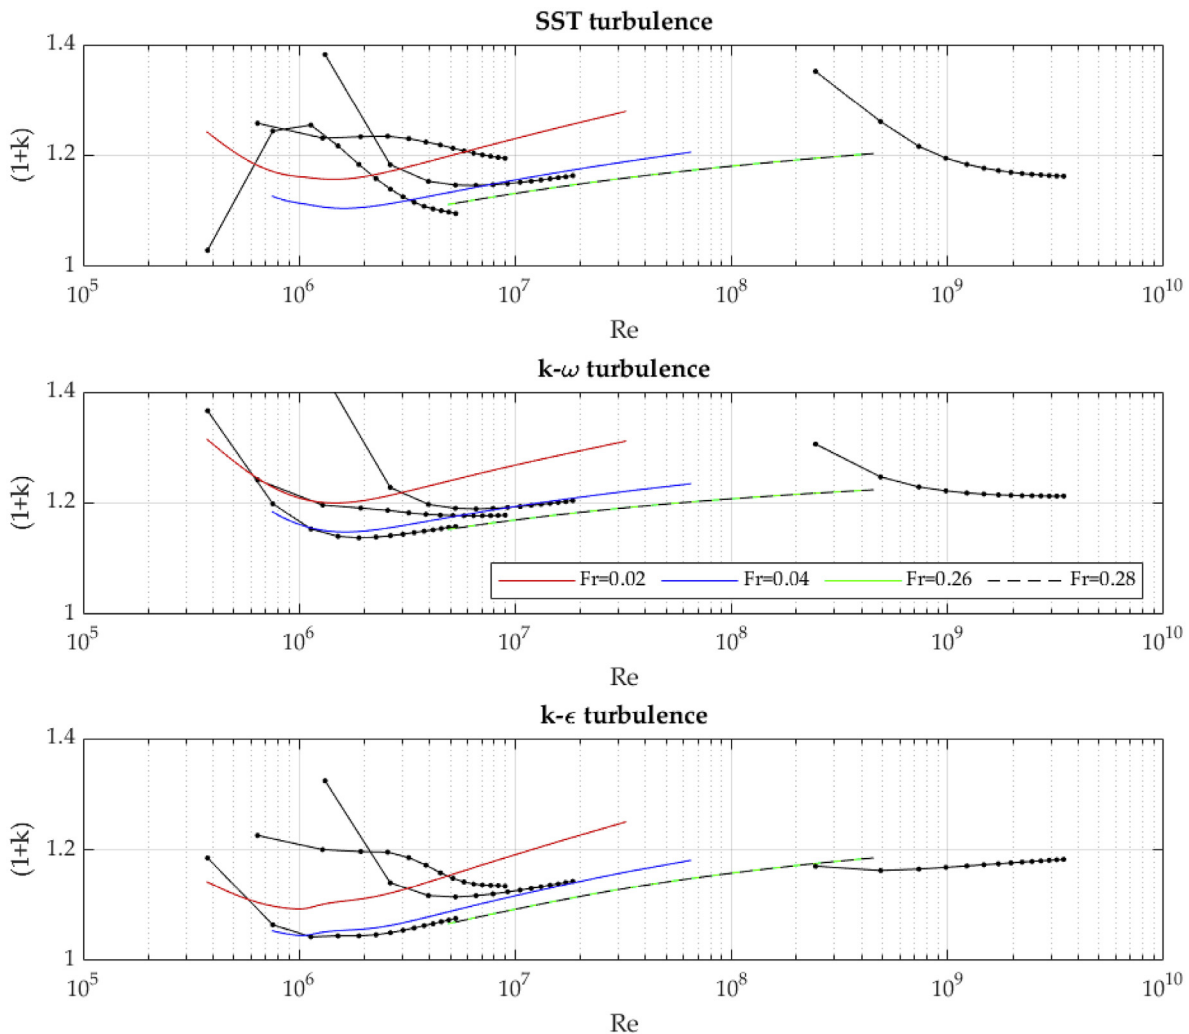 SST turbulence
1.4
1.2
1
(1+k)
10^5 10^6 10^7 10^8 10^9 10^10
Re
k-ω turbulence
1.4
1.2
1
(1+k)
Fr=0.02 Fr=0.04 Fr=0.26 Fr=0.28
10^5 10^6 10^7 10^8 10^9 10^10
Re
k-ϵ turbulence
1.4
1.2
1
(1+k)
10^5 10^6 10^7 10^8 10^9 10^10
Re